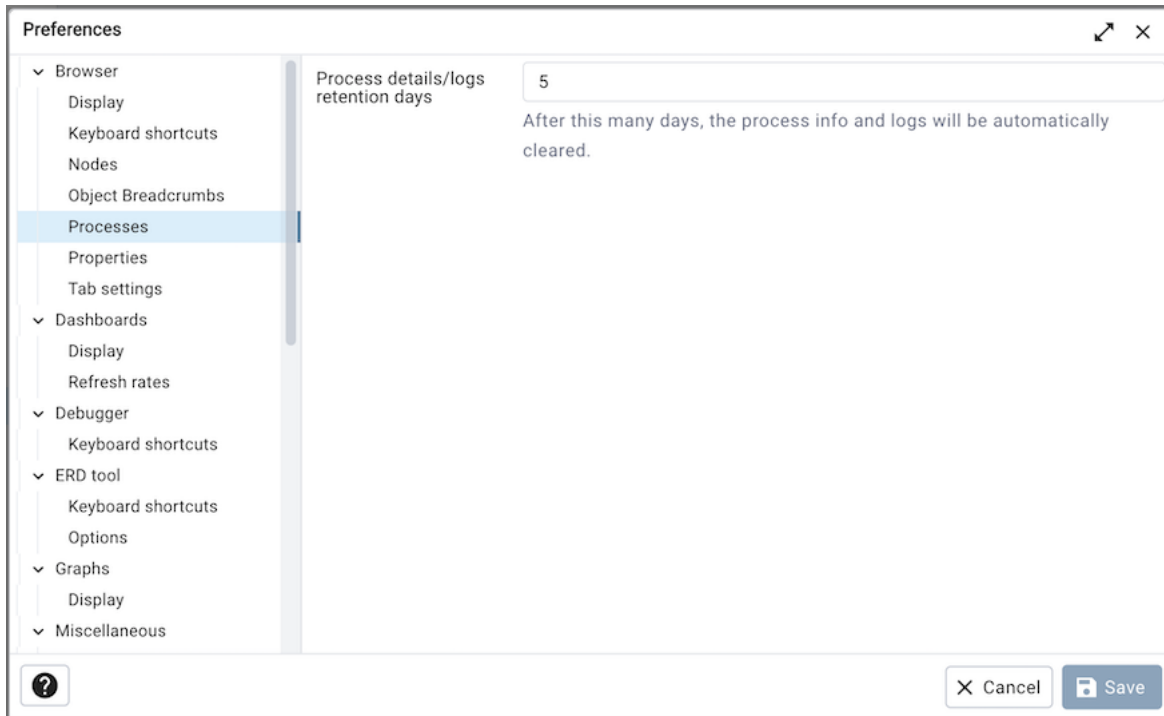 Preferences
Browser
Display
Keyboard shortcuts
Nodes
Object Breadcrumbs
Processes
Properties
Tab settings
Dashboards
Display
Refresh rates
Debugger
Keyboard shortcuts
ERD tool
Keyboard shortcuts
Options
Graphs
Display
Miscellaneous
Process details/logs
retention days
5
After this many days, the process info and logs will be automatically
cleared.
?
Cancel
Save